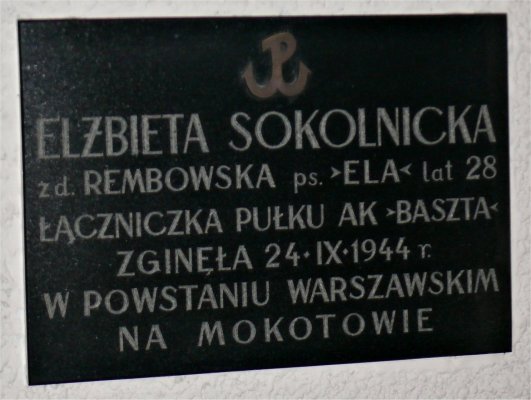 ELŻBIETA SOKOLNICKA
z d. REMBOWSKA ps. >ELA< lat 28
ŁĄCZNICZKA PUŁKU AK >BASZTA<
ZGINĘŁA 24·IX·1944 r.
W POWSTANIU WARSZAWSKIM
NA MOKOTOWIE